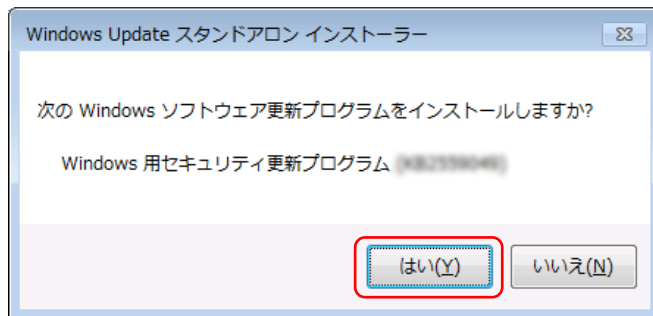 Windows Update スタンドアロン インストーラー
次の Windows ソフトウェア更新プログラムをインストールしますか?
Windows 用セキュリティ更新プログラム
はい(Y)
いいえ(N)